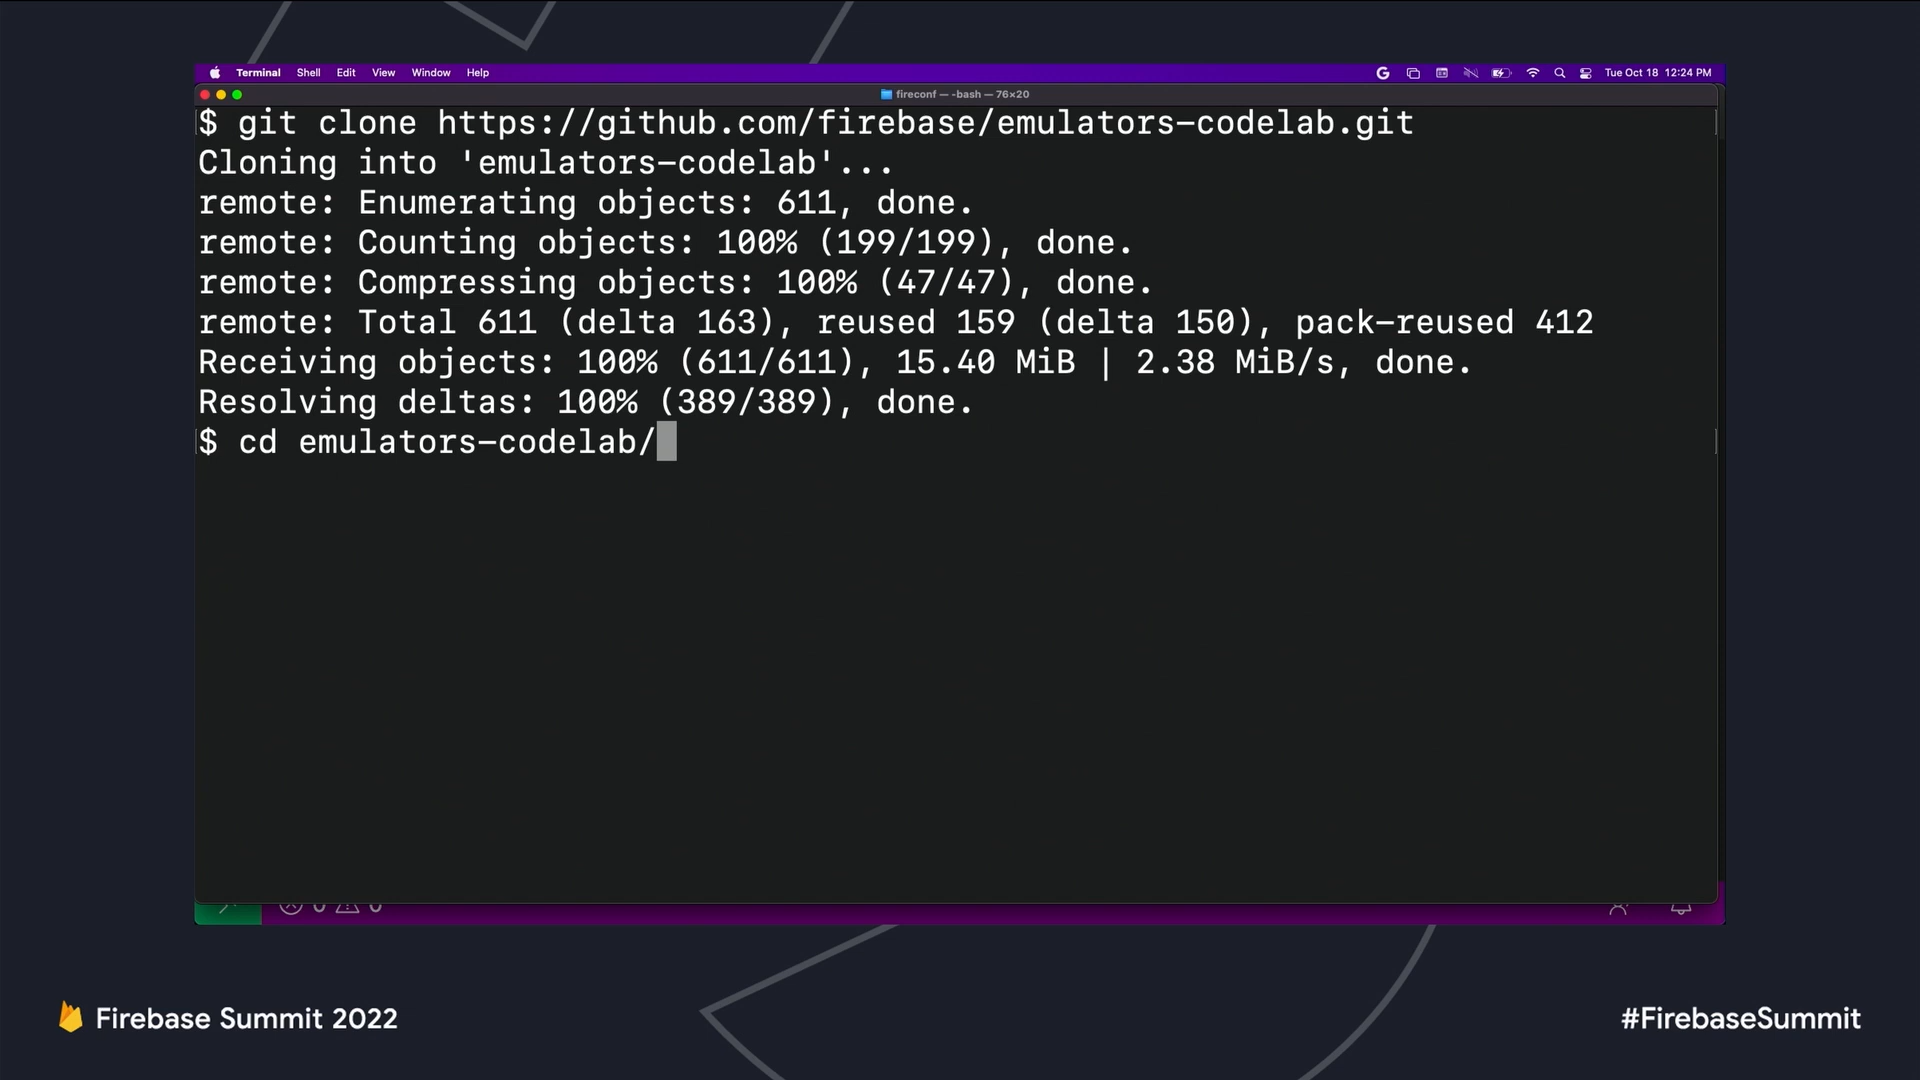 Terminal Shell Edit View Window Help Tue Oct 18 12:24 PM
fireconf — -bash — 76×20
$ git clone https://github.com/firebase/emulators-codelab.git
Cloning into 'emulators-codelab'...
remote: Enumerating objects: 611, done.
remote: Counting objects: 100% (199/199), done.
remote: Compressing objects: 100% (47/47), done.
remote: Total 611 (delta 163), reused 159 (delta 150), pack-reused 412
Receiving objects: 100% (611/611), 15.40 MiB | 2.38 MiB/s, done.
Resolving deltas: 100% (389/389), done.
$ cd emulators-codelab/
Firebase Summit 2022
#FirebaseSummit